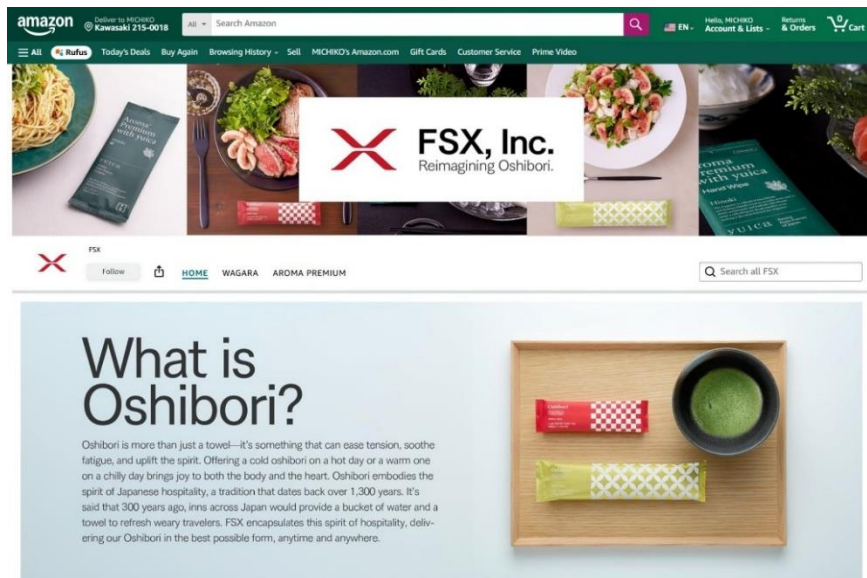 amazon
Deliver to MICHIKO
Kawasaki 215-0018
All
Search Amazon
EN
Hello, MICHIKO
Account & Lists
Returns
& Orders
0
Cart
All
Rufus
Today's Deals
Buy Again
Browsing History
Sell
MICHIKO's Amazon.com
Gift Cards
Customer Service
Prime Video
Aroma
Premium
with yuica
yuica
FSX, Inc.
Reimagining Oshibori.
Aroma
Premium
with yuica
Hand Wipe
Hinoki
yuica
FSX
Follow
HOME
WAGARA
AROMA PREMIUM
Search all FSX
What is
Oshibori?
Oshibori is more than just a towel—it's something that can ease tension, soothe
fatigue, and uplift the spirit. Offering a cold oshibori on a hot day or a warm one
on a chilly day brings joy to both the body and the heart. Oshibori embodies the
spirit of Japanese hospitality, a tradition that dates back over 1,300 years. It's
said that 300 years ago, inns across Japan would provide a bucket of water and a
towel to refresh weary travelers. FSX encapsulates this spirit of hospitality, deliv-
ering our Oshibori in the best possible form, anytime and anywhere.
Oshibori